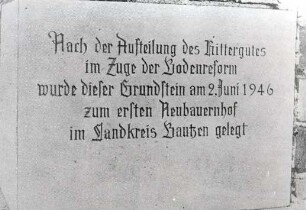 Nach der Aufteilung des Rittergutes
im Zuge der Bodenreform
wurde dieser Grundstein am 2. Juni 1946
zum ersten Neubauernhof
im Landkreis Bautzen gelegt